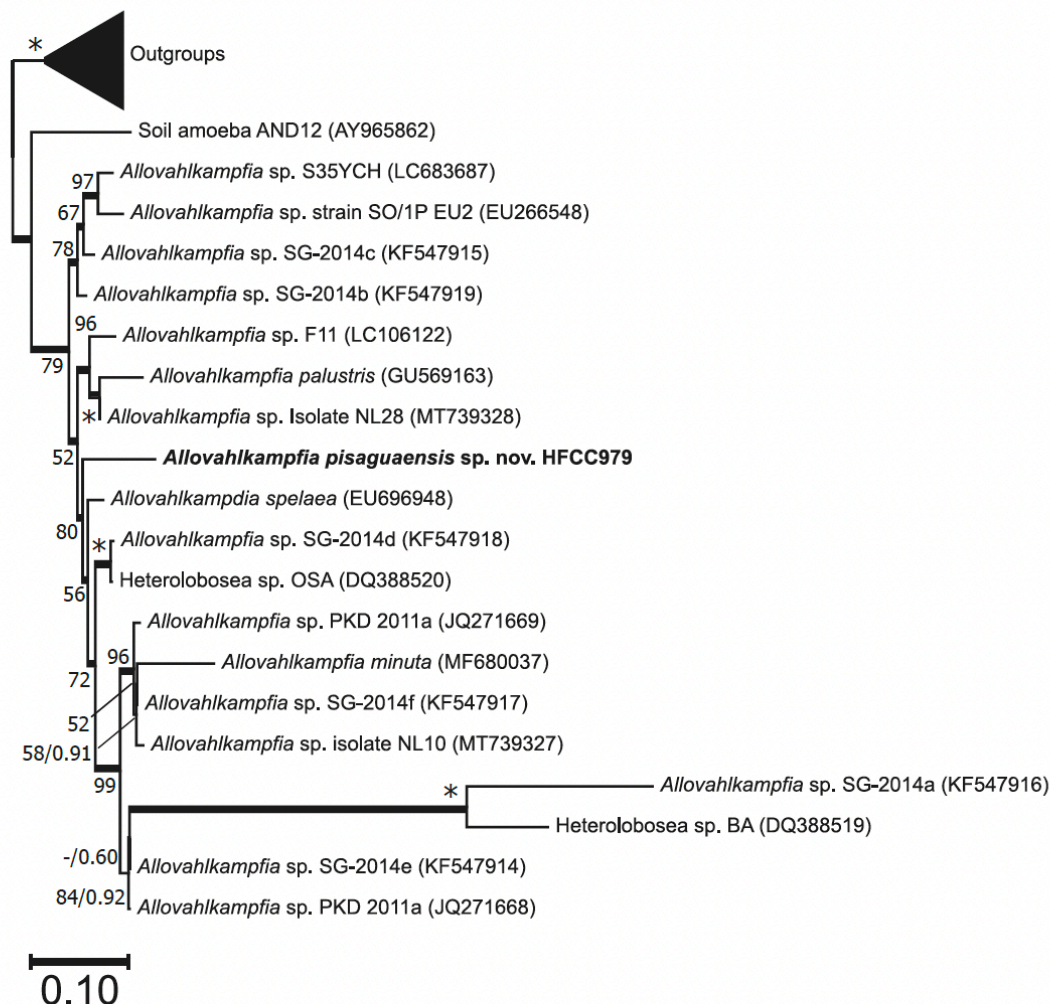 *
Outgroups
Soil amoeba AND12 (AY965862)
97
Allovahlkampfia sp. S35YCH (LC683687)
67
Allovahlkampfia sp. strain SO/1P EU2 (EU266548)
78
Allovahlkampfia sp. SG-2014c (KF547915)
Allovahlkampfia sp. SG-2014b (KF547919)
96
Allovahlkampfia sp. F11 (LC106122)
79
Allovahlkampfia palustris (GU569163)
*
Allovahlkampfia sp. Isolate NL28 (MT739328)
52
Allovahlkampfia pisaguaensis sp. nov. HFCC979
Allovahlkampdia spelaea (EU696948)
80
*
Allovahlkampfia sp. SG-2014d (KF547918)
56
Heterolobosea sp. OSA (DQ388520)
Allovahlkampfia sp. PKD 2011a (JQ271669)
96
Allovahlkampfia minuta (MF680037)
72
Allovahlkampfia sp. SG-2014f (KF547917)
52
Allovahlkampfia sp. isolate NL10 (MT739327)
58/0.91
99
*
Allovahlkampfia sp. SG-2014a (KF547916)
Heterolobosea sp. BA (DQ388519)
-/0.60
Allovahlkampfia sp. SG-2014e (KF547914)
84/0.92
Allovahlkampfia sp. PKD 2011a (JQ271668)
0.10